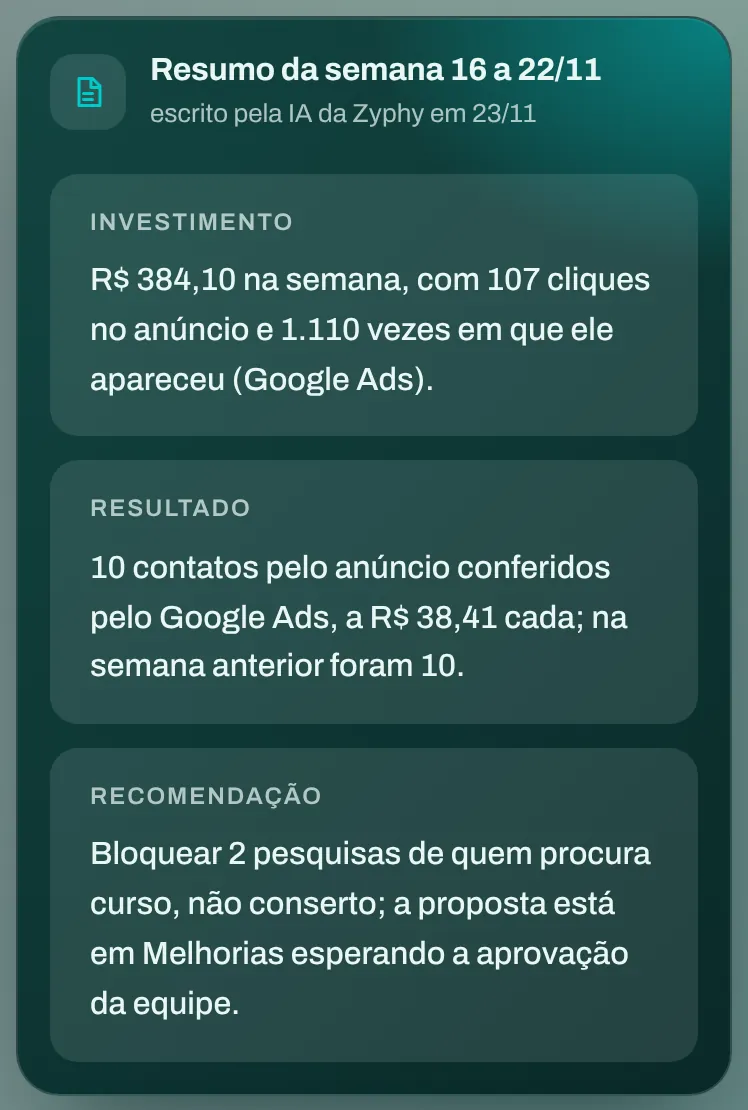 Resumo da semana 16 a 22/11
escrito pela IA da Zyphy em 23/11
INVESTIMENTO
R$ 384,10 na semana, com 107 cliques
no anúncio e 1.110 vezes em que ele
apareceu (Google Ads).
RESULTADO
10 contatos pelo anúncio conferidos
pelo Google Ads, a R$ 38,41 cada; na
semana anterior foram 10.
RECOMENDAÇÃO
Bloquear 2 pesquisas de quem procura
curso, não conserto; a proposta está
em Melhorias esperando a aprovação
da equipe.